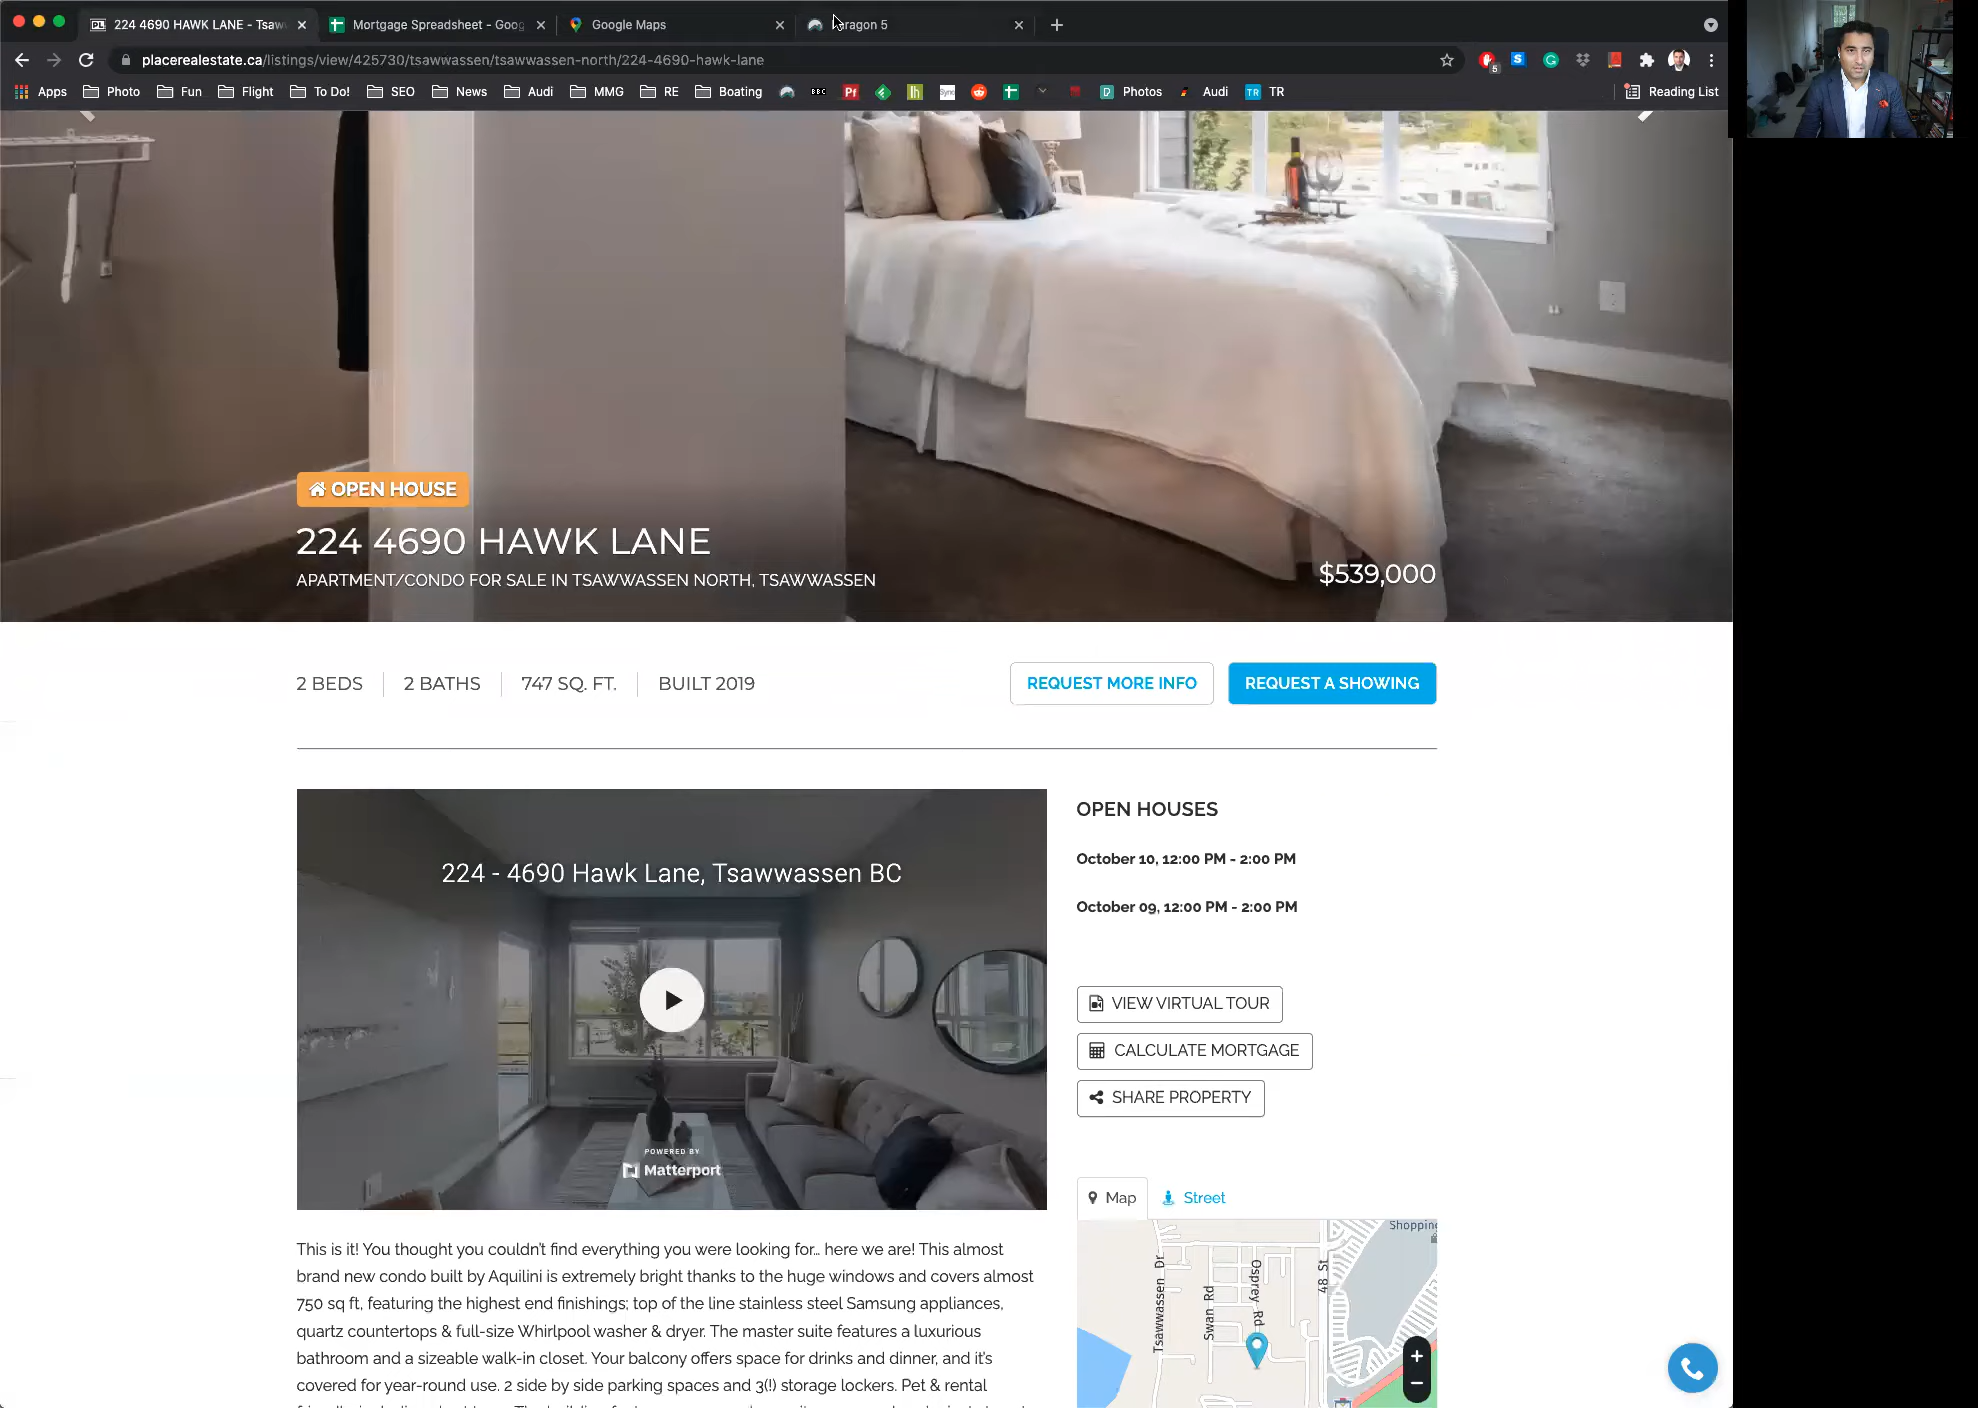 224 4690 HAWK LANE - Tsaw
Mortgage Spreadsheet - Goog
Google Maps
aragon 5
placerealestate.ca/listings/view/425730/tsawwassen/tsawwassen-north/224-4690-hawk-lane
5
Apps
Photo
Fun
Flight
To Do!
SEO
News
Audi
MMG
RE
Boating
BBC
Pf
Sync
Photos
Audi
TR
TR
Reading List
OPEN HOUSE
224 4690 HAWK LANE
APARTMENT/CONDO FOR SALE IN TSAWWASSEN NORTH, TSAWWASSEN
$539,000
2 BEDS
2 BATHS
747 SQ. FT.
BUILT 2019
REQUEST MORE INFO
REQUEST A SHOWING
224 - 4690 Hawk Lane, Tsawwassen BC
POWERED BY
Matterport
OPEN HOUSES
October 10, 12:00 PM - 2:00 PM
October 09, 12:00 PM - 2:00 PM
VIEW VIRTUAL TOUR
CALCULATE MORTGAGE
SHARE PROPERTY
Map
Street
Shopping
Tsawwassen Dr
Swan Rd
Osprey Rd
48 St
+
−
This is it! You thought you couldn't find everything you were looking for... here we are! This almost
brand new condo built by Aquilini is extremely bright thanks to the huge windows and covers almost
750 sq ft, featuring the highest end finishings; top of the line stainless steel Samsung appliances,
quartz countertops & full-size Whirlpool washer & dryer. The master suite features a luxurious
bathroom and a sizeable walk-in closet. Your balcony offers space for drinks and dinner, and it's
covered for year-round use. 2 side by side parking spaces and 3(!) storage lockers. Pet & rental